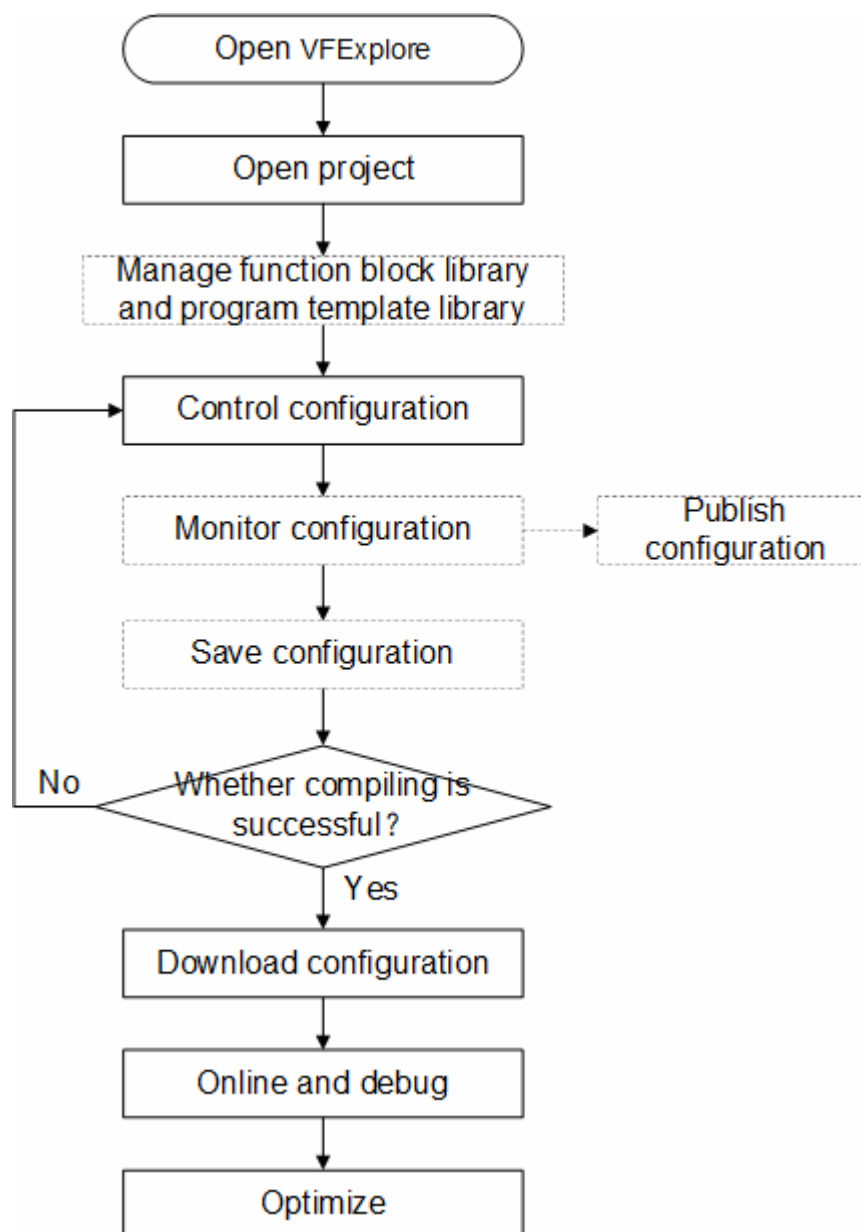 Open VFExplore
Open project
Manage function block library
and program template library
Control configuration
Monitor configuration
Publish
configuration
Save configuration
No
Whether compiling is
successful?
Yes
Download configuration
Online and debug
Optimize